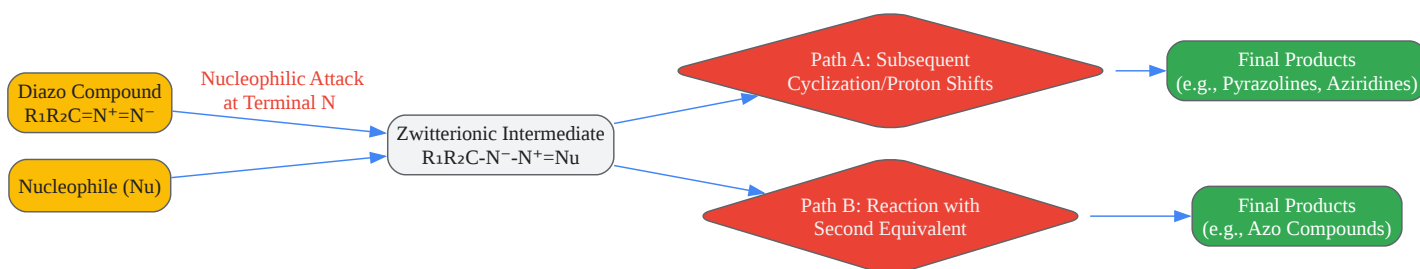 Diazo Compound
R₁R₂C=N⁺=N⁻
Nucleophile (Nu)
Nucleophilic Attack
at Terminal N
Zwitterionic Intermediate
R₁R₂C-N⁻-N⁺=Nu
Path A: Subsequent
Cyclization/Proton Shifts
Final Products
(e.g., Pyrazolines, Aziridines)
Path B: Reaction with
Second Equivalent
Final Products
(e.g., Azo Compounds)